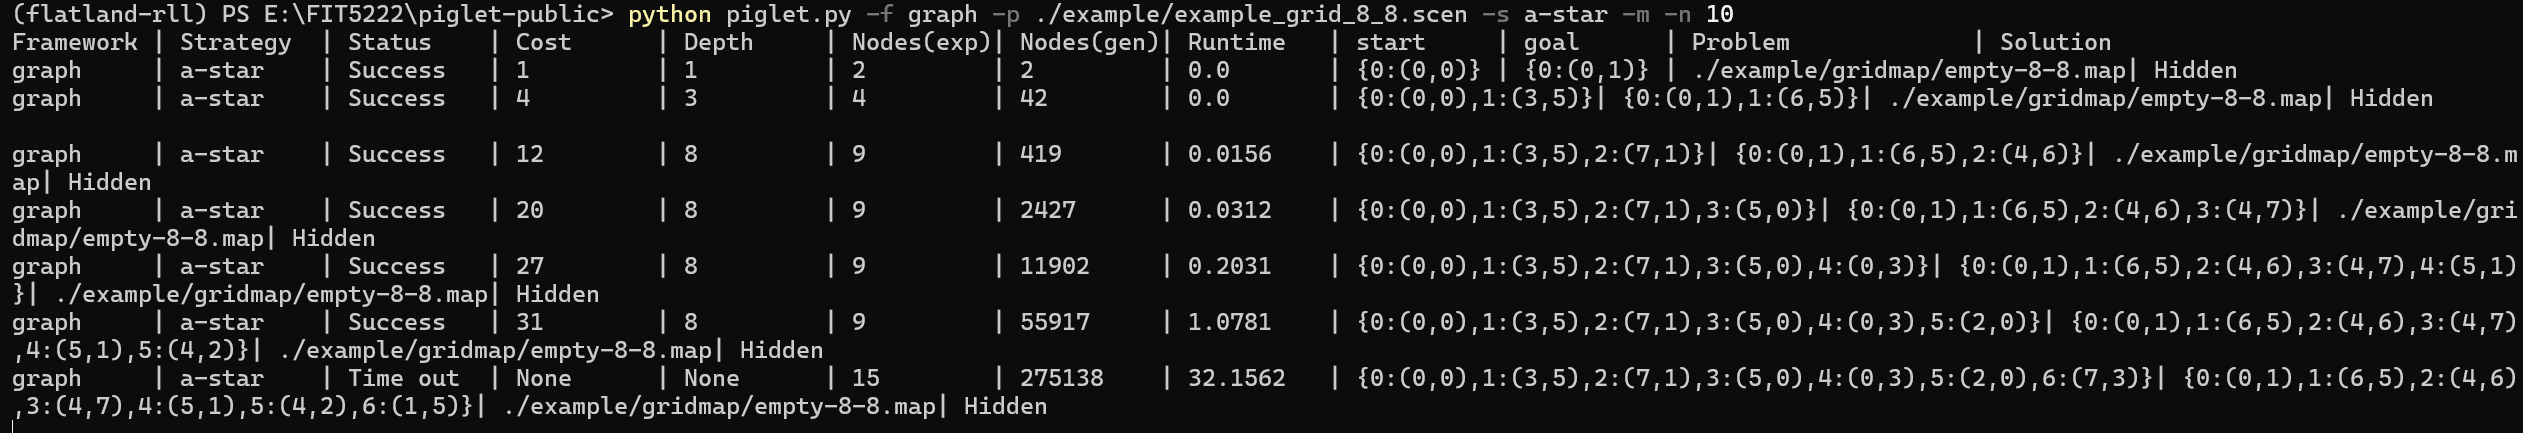 (flatland-rll) PS E:\FIT5222\piglet-public> python piglet.py -f graph -p ./example/example_grid_8_8.scen -s a-star -m -n 10
Framework | Strategy  | Status    | Cost      | Depth     | Nodes(exp)| Nodes(gen)| Runtime   | start     | goal      | Problem             | Solution
graph     | a-star    | Success   | 1         | 1         | 2         | 2         | 0.0       | {0:(0,0)} | {0:(0,1)} | ./example/gridmap/empty-8-8.map| Hidden
graph     | a-star    | Success   | 4         | 3         | 4         | 42        | 0.0       | {0:(0,0),1:(3,5)}| {0:(0,1),1:(6,5)}| ./example/gridmap/empty-8-8.map| Hidden
graph     | a-star    | Success   | 12        | 8         | 9         | 419       | 0.0156    | {0:(0,0),1:(3,5),2:(7,1)}| {0:(0,1),1:(6,5),2:(4,6)}| ./example/gridmap/empty-8-8.m
ap| Hidden
graph     | a-star    | Success   | 20        | 8         | 9         | 2427      | 0.0312    | {0:(0,0),1:(3,5),2:(7,1),3:(5,0)}| {0:(0,1),1:(6,5),2:(4,6),3:(4,7)}| ./example/gri
dmap/empty-8-8.map| Hidden
graph     | a-star    | Success   | 27        | 8         | 9         | 11902     | 0.2031    | {0:(0,0),1:(3,5),2:(7,1),3:(5,0),4:(0,3)}| {0:(0,1),1:(6,5),2:(4,6),3:(4,7),4:(5,1)
}| ./example/gridmap/empty-8-8.map| Hidden
graph     | a-star    | Success   | 31        | 8         | 9         | 55917     | 1.0781    | {0:(0,0),1:(3,5),2:(7,1),3:(5,0),4:(0,3),5:(2,0)}| {0:(0,1),1:(6,5),2:(4,6),3:(4,7)
,4:(5,1),5:(4,2)}| ./example/gridmap/empty-8-8.map| Hidden
graph     | a-star    | Time out  | None      | None      | 15        | 275138    | 32.1562   | {0:(0,0),1:(3,5),2:(7,1),3:(5,0),4:(0,3),5:(2,0),6:(7,3)}| {0:(0,1),1:(6,5),2:(4,6)
,3:(4,7),4:(5,1),5:(4,2),6:(1,5)}| ./example/gridmap/empty-8-8.map| Hidden